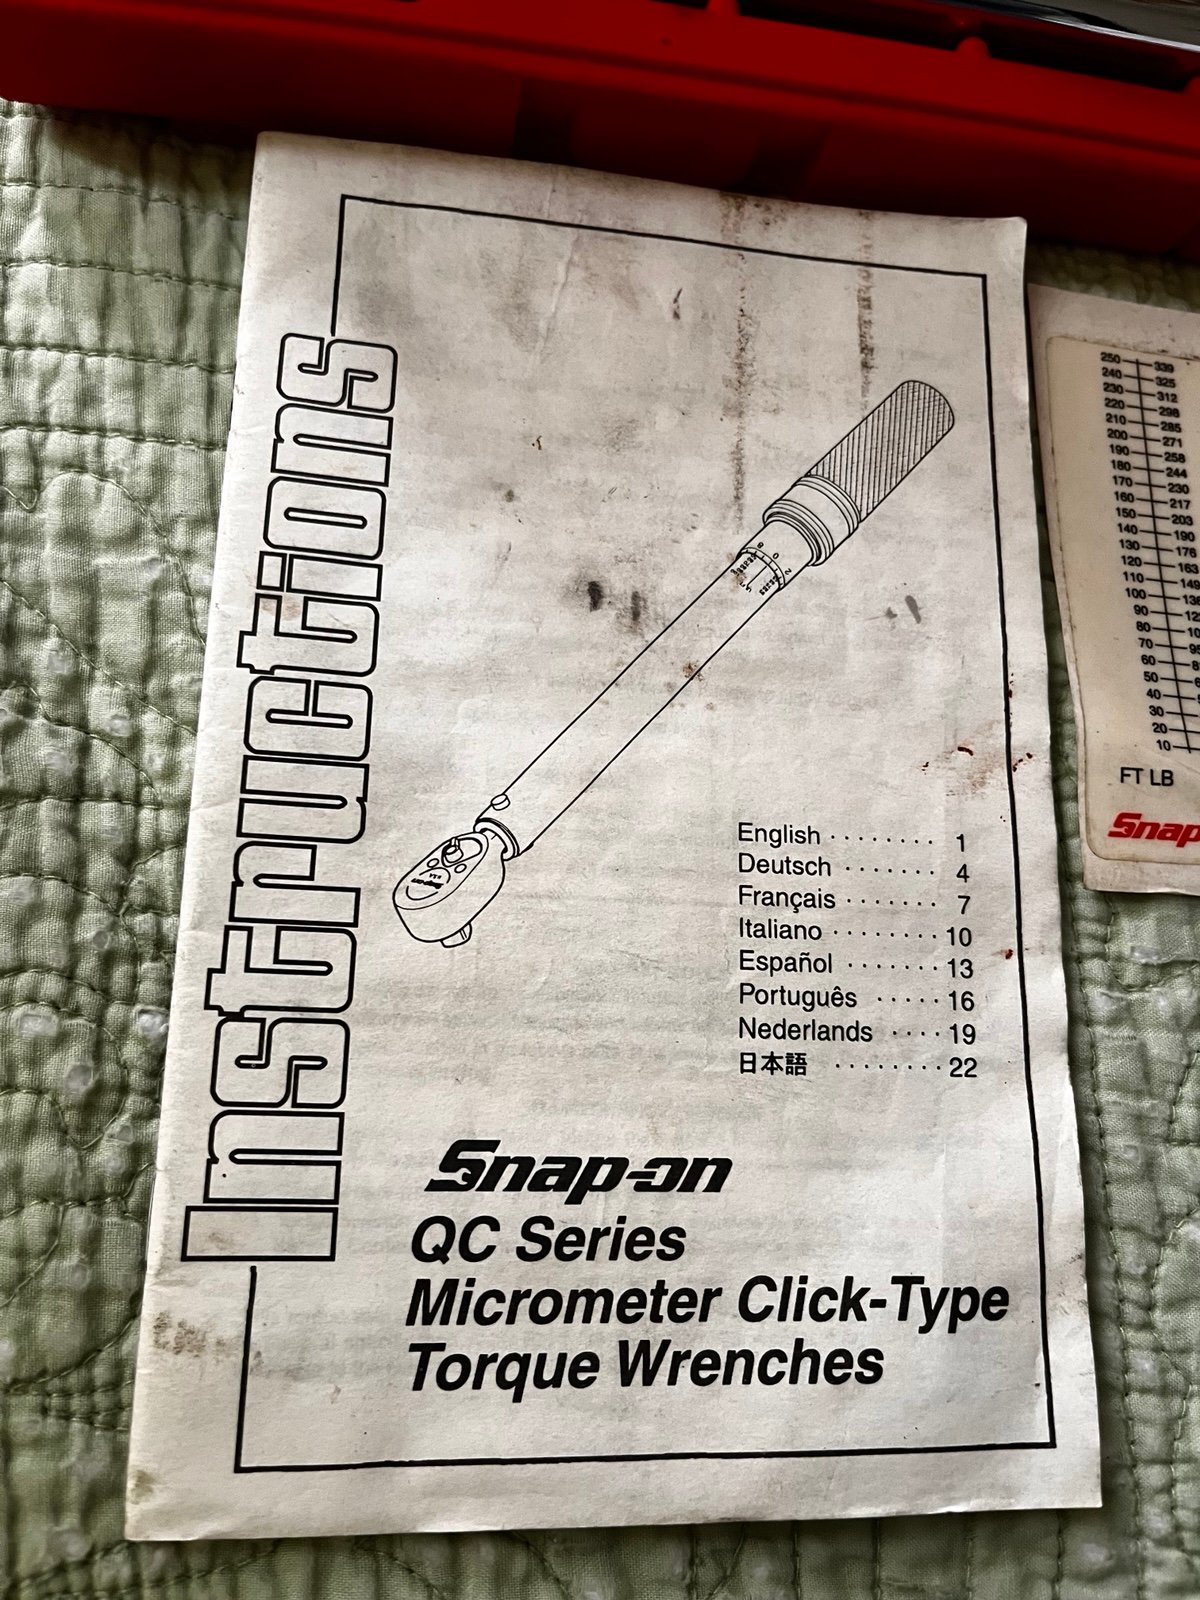 Instructions
English ........ 1
Deutsch ....... 4
Français ....... 7
Italiano ........ 10
Español ....... 13
Português ..... 16
Nederlands .... 19
日本語 ........ 22
Snap-on
QC Series
Micrometer Click-Type
Torque Wrenches
250 339
240 325
230 312
220 298
210 285
200 271
190 258
180 244
170 230
160 217
150 203
140 190
130 176
120 163
110 149
100
90
80
70
60
50
40
30
20
10
FT LB
Snap